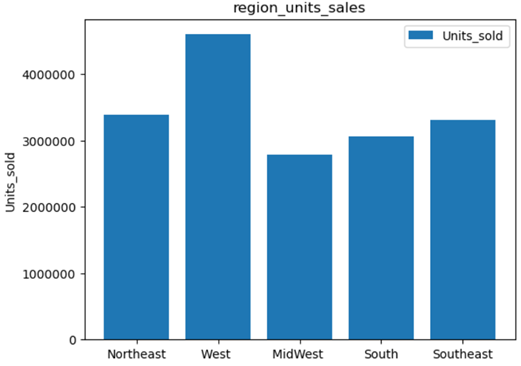 region_units_sales
Units_sold
Units_sold
4000000
3000000
2000000
1000000
0
Northeast West MidWest South Southeast